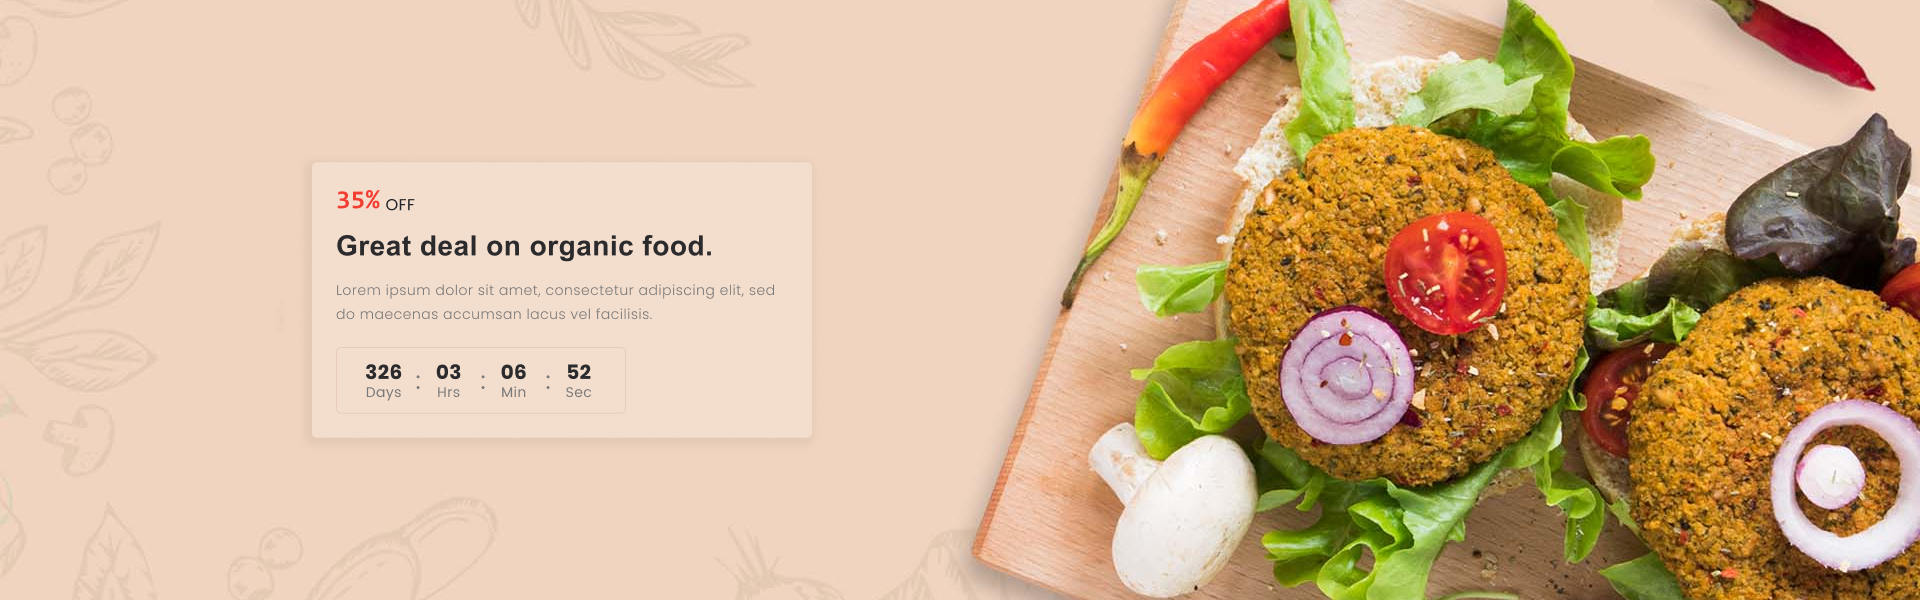 35% OFF
Great deal on organic food.
Lorem ipsum dolor sit amet, consectetur adipiscing elit, sed
do maecenas accumsan lacus vel facilisis.
326 : 03 : 06 : 52
Days Hrs Min Sec